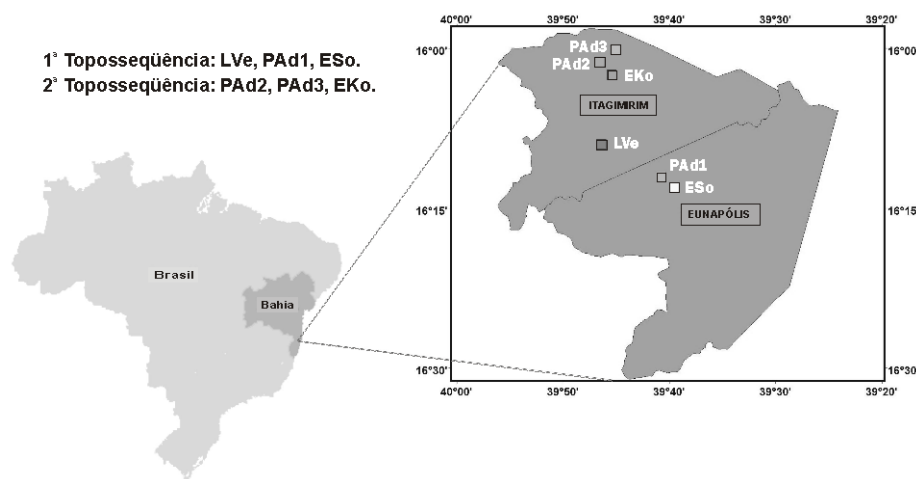 1ª Toposseqüência: LVe, PAd1, ESo.
2ª Toposseqüência: PAd2, PAd3, EKo.
Brasil
Bahia
40°00' 39°50' 39°40' 39°30' 39°20'
16°00' 16°00'
PAd3
PAd2
EKo
ITAGIMIRIM
LVe
PAd1
ESo
16°15' 16°15'
EUNAPÓLIS
16°30' 16°30'
40°00' 39°50' 39°40' 39°30' 39°20'